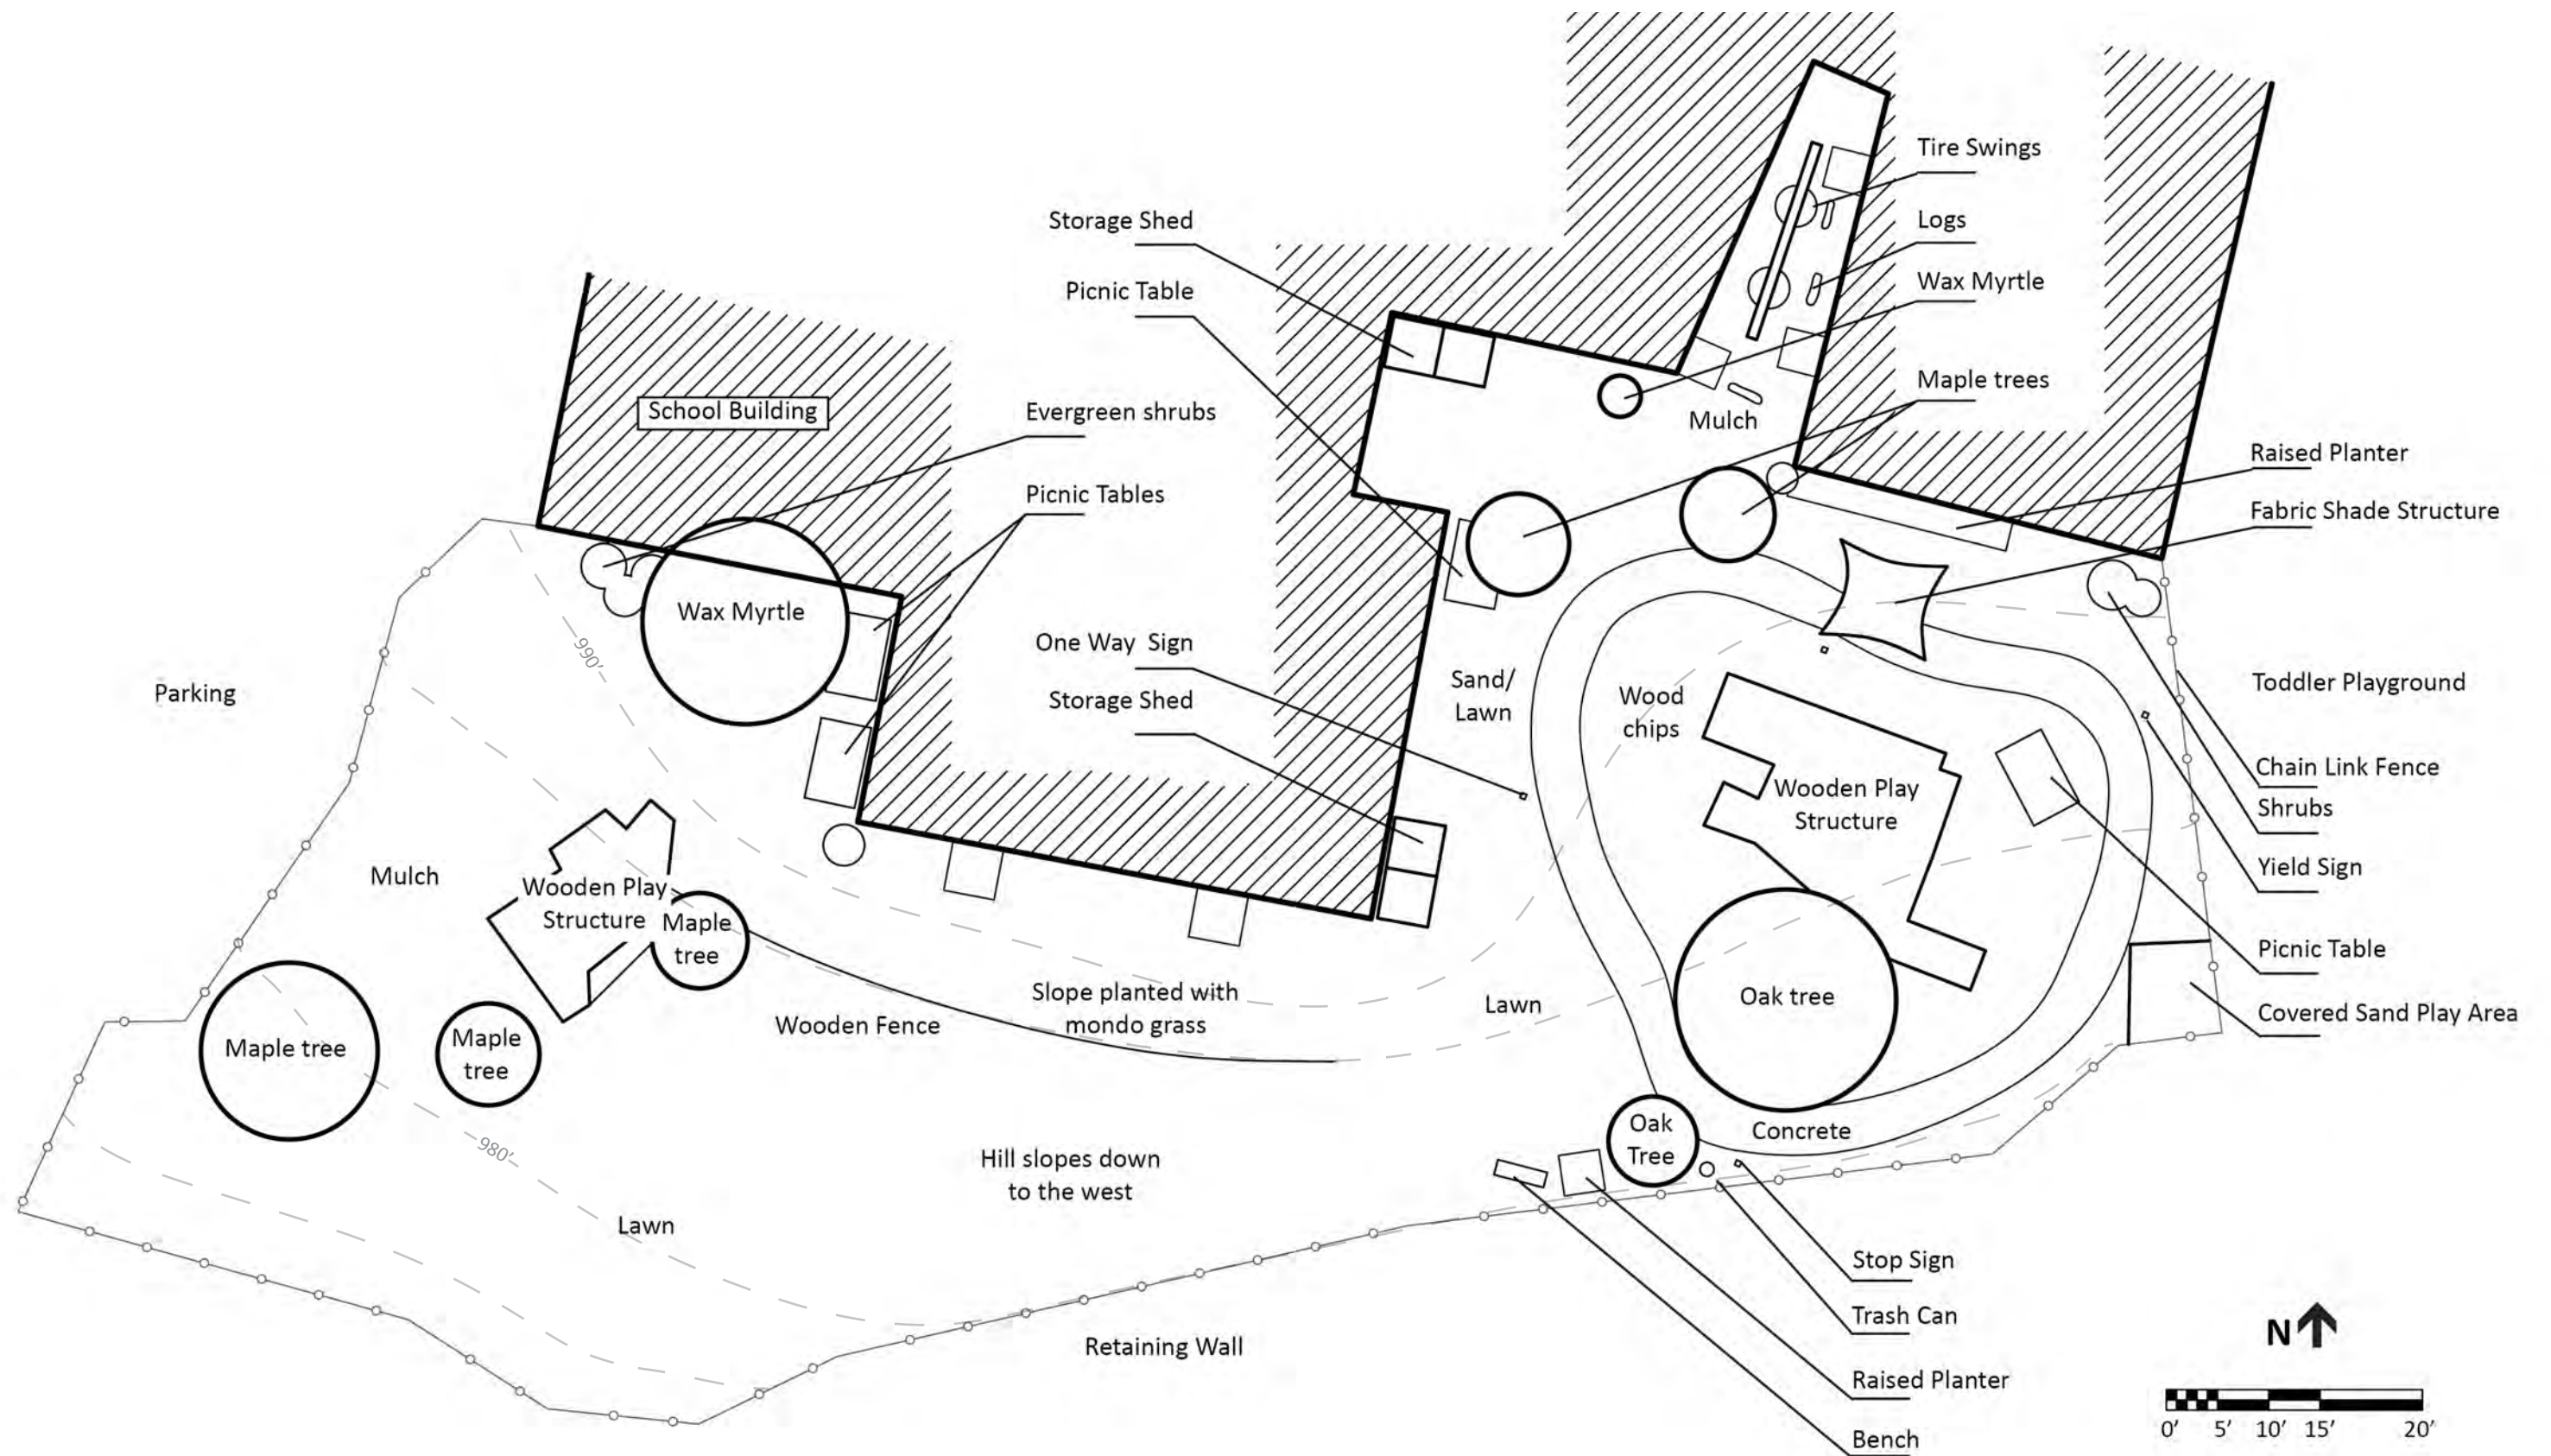 Tire Swings
Storage Shed
Logs
Wax Myrtle
Picnic Table
Maple trees
School Building
Evergreen shrubs
Mulch
Raised Planter
Picnic Tables
Fabric Shade Structure
Wax Myrtle
One Way Sign
990'
Parking
Sand/
Lawn
Wood
chips
Toddler Playground
Storage Shed
Chain Link Fence
Wooden Play
Structure
Shrubs
Yield Sign
Mulch
Wooden Play
Structure
Maple
tree
Picnic Table
Slope planted with
mondo grass
Lawn
Oak tree
Covered Sand Play Area
Wooden Fence
Maple tree
Maple
tree
Oak
Tree
Concrete
980'
Hill slopes down
to the west
Lawn
Stop Sign
Trash Can
Retaining Wall
N
Raised Planter
Bench
0' 5' 10' 15' 20'